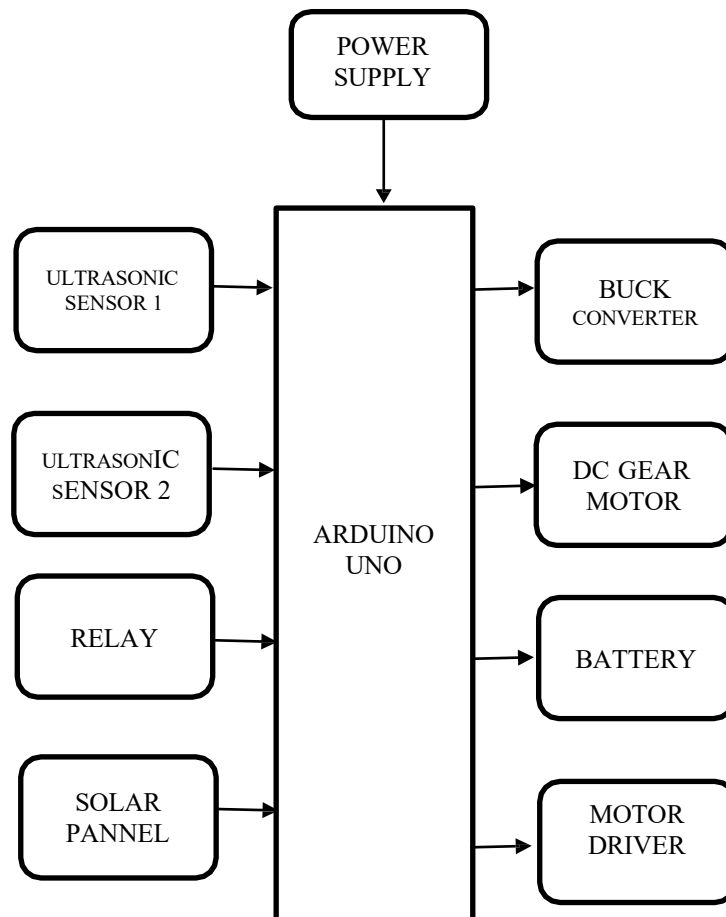 POWER
SUPPLY
ULTRASONIC
SENSOR 1
BUCK
CONVERTER
ULTRASONIC
SENSOR 2
DC GEAR
MOTOR
ARDUINO
UNO
RELAY
BATTERY
SOLAR
PANNEL
MOTOR
DRIVER